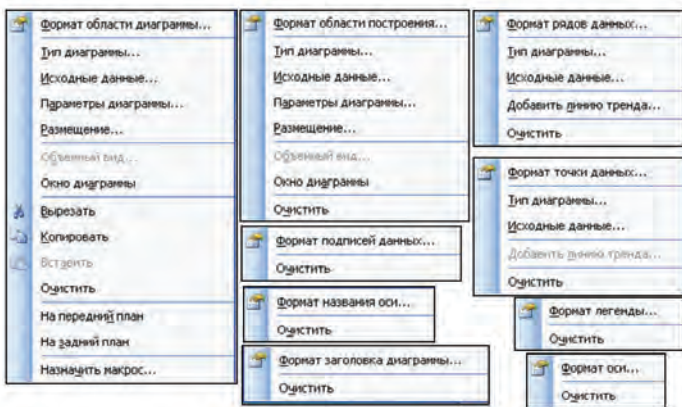 Формат области диаграммы...
Тип диаграммы...
Исходные данные...
Параметры диаграммы...
Размещение...
Объемный вид...
Окно диаграммы
Вырезать
Копировать
Вставить
Очистить
На передний план
На задний план
Назначить макрос...
Формат области построения...
Тип диаграммы...
Исходные данные...
Параметры диаграммы...
Размещение...
Объемный вид...
Окно диаграммы
Очистить
Формат подписей данных...
Очистить
Формат названия оси...
Очистить
Формат заголовка диаграммы...
Очистить
Формат рядов данных...
Тип диаграммы...
Исходные данные...
Добавить линию тренда...
Очистить
Формат точки данных...
Тип диаграммы...
Исходные данные...
Добавить линию тренда...
Очистить
Формат легенды...
Очистить
Формат оси...
Очистить